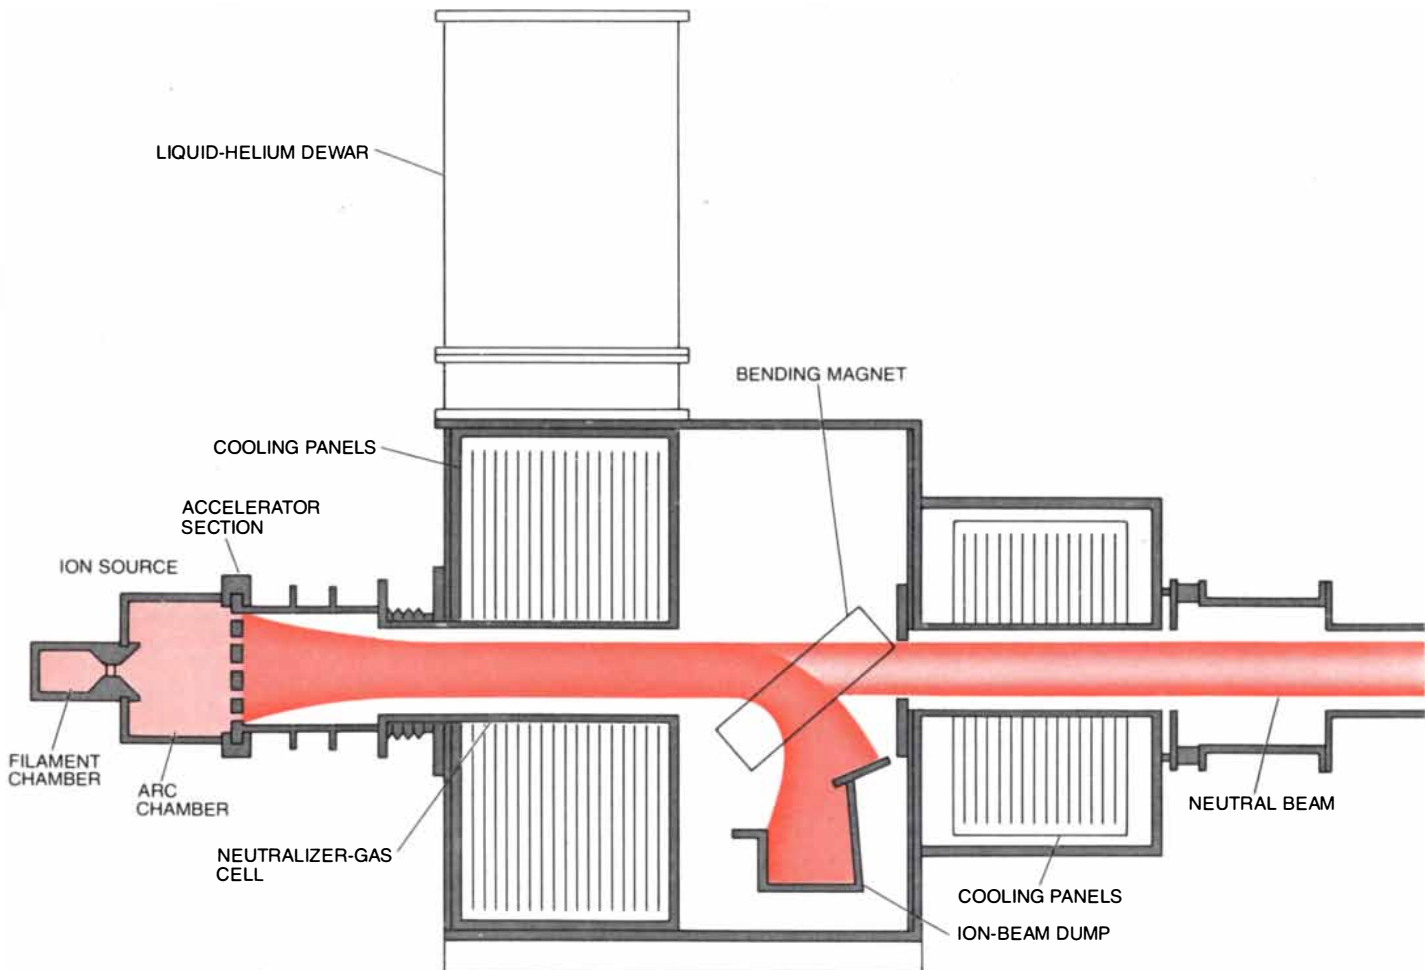 LIQUID-HELIUM DEWAR
BENDING MAGNET
COOLING PANELS
ACCELERATOR
SECTION
ION SOURCE
FILAMENT
CHAMBER
ARC
CHAMBER
NEUTRALIZER-GAS
CELL
NEUTRAL BEAM
COOLING PANELS
ION-BEAM DUMP